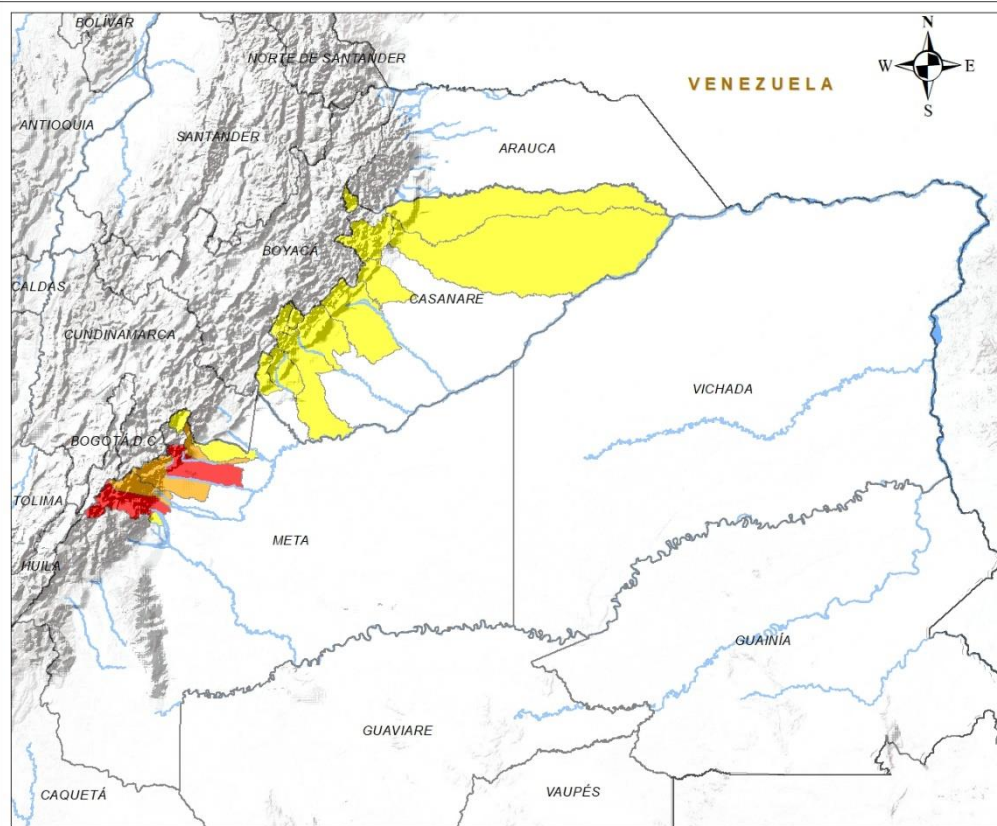 BOLÍVAR
N
NORTE DE SANTANDER
W
E
VENEZUELA
S
ANTIOQUIA
SANTANDER
ARAUCA
BOYACÁ
CALDAS
CASANARE
CUNDINAMARCA
VICHADA
BOGOTÁ D.C
TOLIMA
META
HUILA
GUAINÍA
GUAVIARE
CAQUETÁ
VAUPÉS